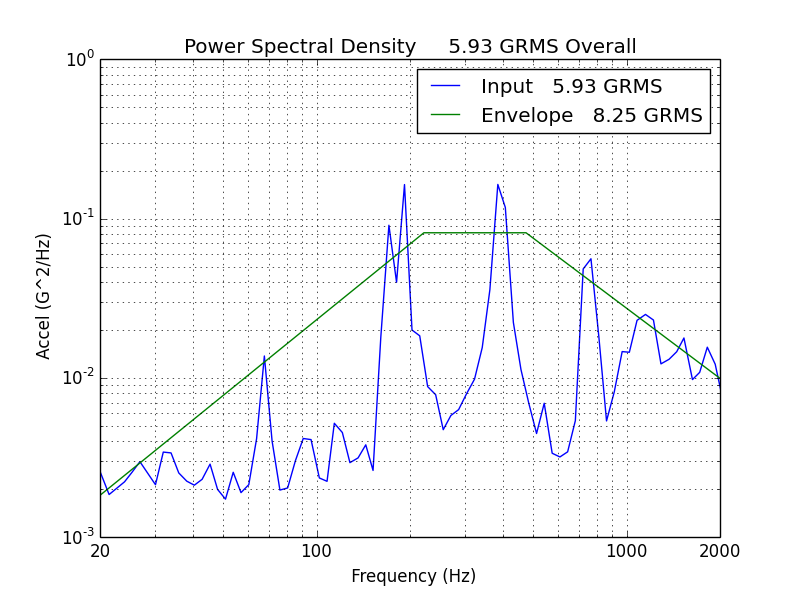 Power Spectral Density     5.93 GRMS Overall
Input   5.93 GRMS
Envelope   8.25 GRMS
Accel (G^2/Hz)
10^0
10^-1
10^-2
10^-3
20
100
1000
2000
Frequency (Hz)